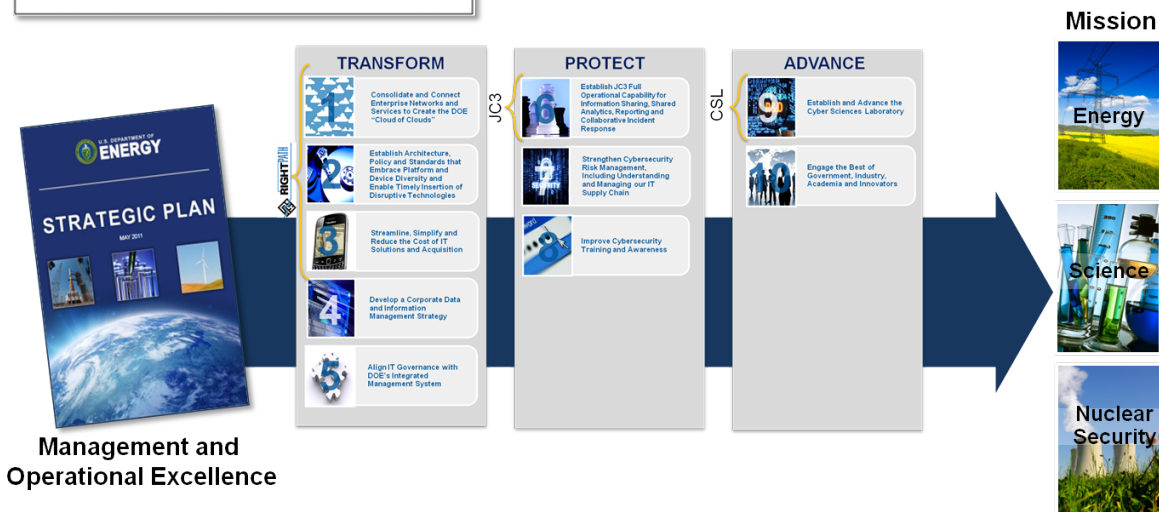 Mission
TRANSFORM
1
Consolidate and Connect
Enterprise Networks and
Services to Create the DOE
“Cloud of Clouds”
2
Establish Architecture,
Policy and Standards that
Embrace Platform and
Device Diversity and
Enable Timely Insertion of
Disruptive Technologies
3
Streamline, Simplify and
Reduce the Cost of IT
Solutions and Acquisition
4
Develop a Corporate Data
and Information
Management Strategy
5
Align IT Governance with
DOE's Integrated
Management System
RIGHTPATH
JC3
PROTECT
6
Establish JC3 Full
Operational Capability for
Information Sharing, Shared
Analytics, Reporting and
Collaborative Incident
Response
7
SECURITY
Strengthen Cybersecurity
Risk Management,
Including Understanding
and Managing our IT
Supply Chain
8
Improve Cybersecurity
Training and Awareness
CSL
ADVANCE
9
Establish and Advance the
Cyber Sciences Laboratory
10
Engage the Best of
Government, Industry,
Academia and Innovators
U.S. DEPARTMENT OF
ENERGY
STRATEGIC PLAN
MAY 2011
Management and
Operational Excellence
Energy
Science
Nuclear
Security